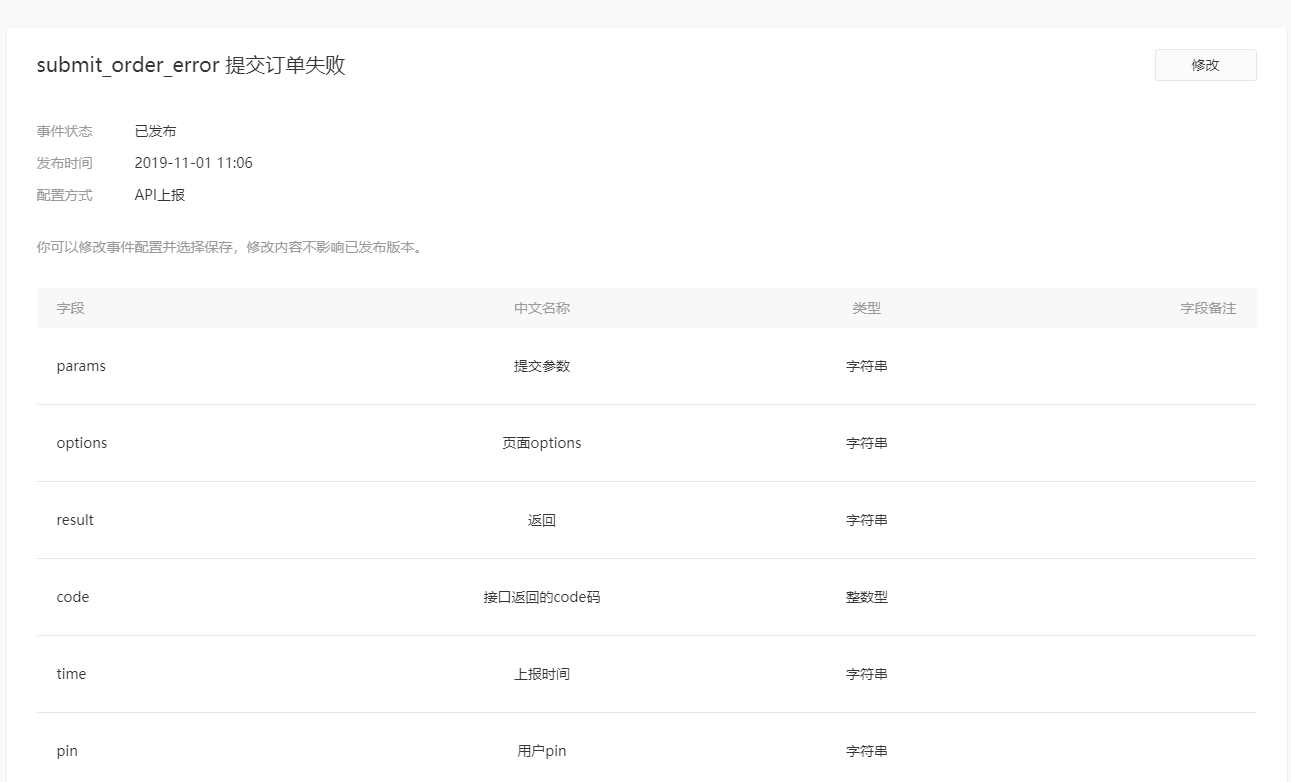 submit_order_error 提交订单失败
修改
事件状态 已发布
发布时间 2019-11-01 11:06
配置方式 API上报
你可以修改事件配置并选择保存，修改内容不影响已发布版本。
字段 中文名称 类型 字段备注
params 提交参数 字符串
options 页面options 字符串
result 返回 字符串
code 接口返回的code码 整数型
time 上报时间 字符串
pin 用户pin 字符串